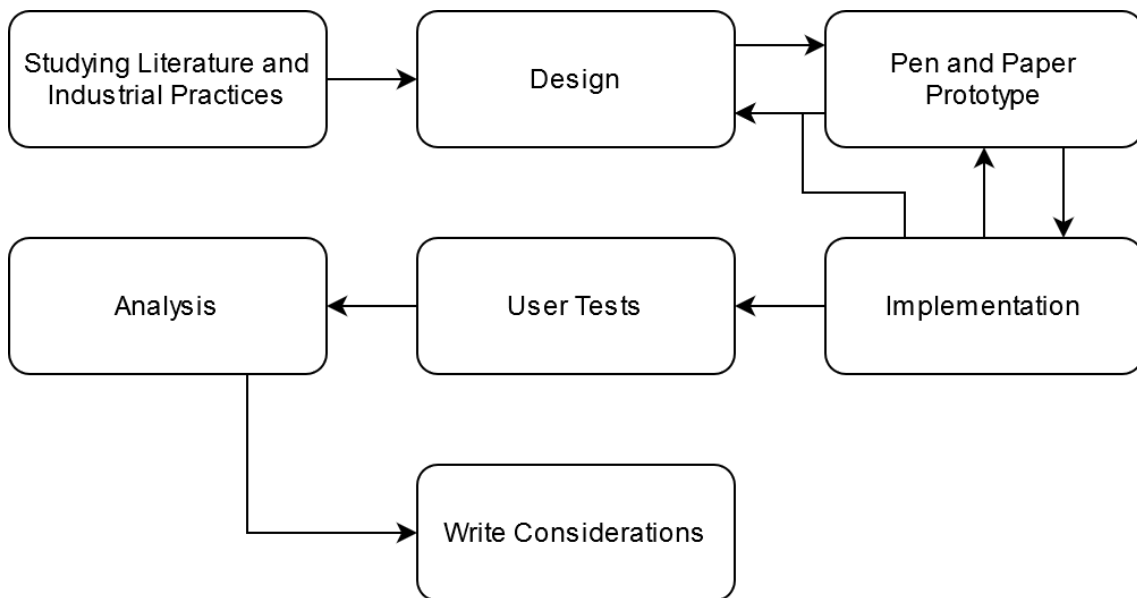 Studying Literature and
Industrial Practices
Design
Pen and Paper
Prototype
Analysis
User Tests
Implementation
Write Considerations